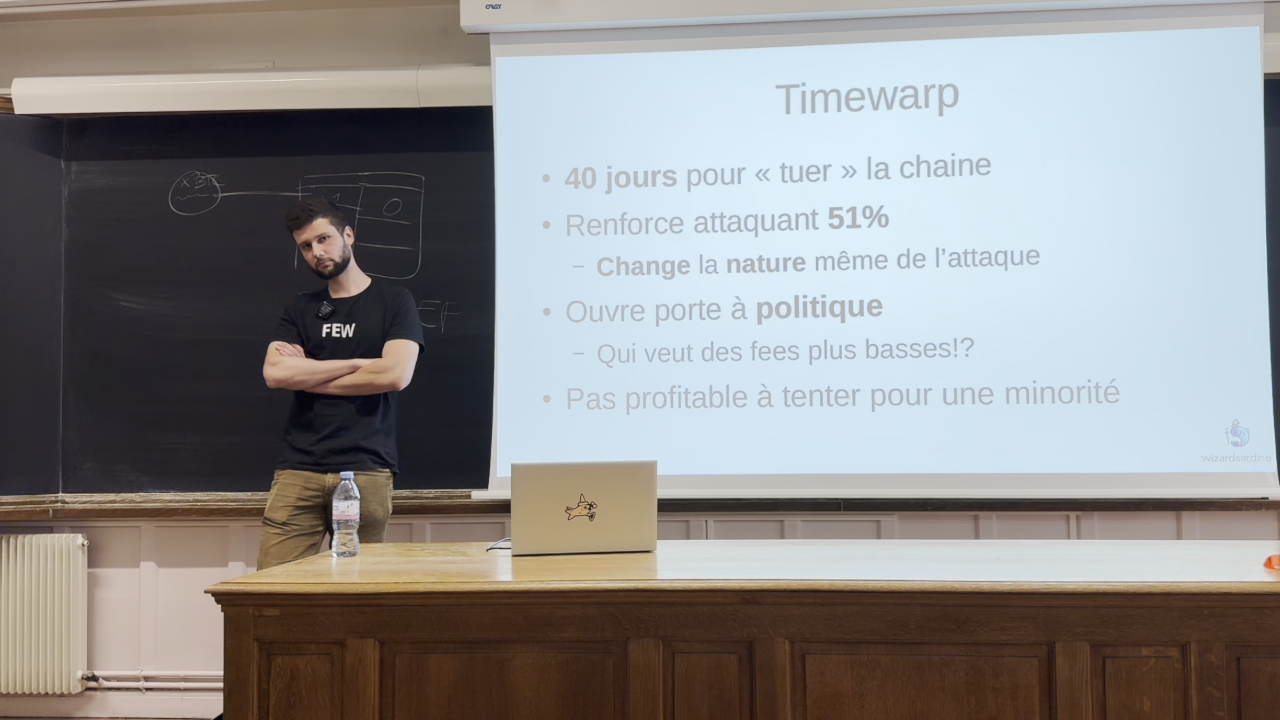 ORAY
Timewarp
• 40 jours pour « tuer » la chaine
• Renforce attaquant 51%
– Change la nature même de l'attaque
• Ouvre porte à politique
– Qui veut des fees plus basses!?
• Pas profitable à tenter pour une minorité
wizardsardine
FEW